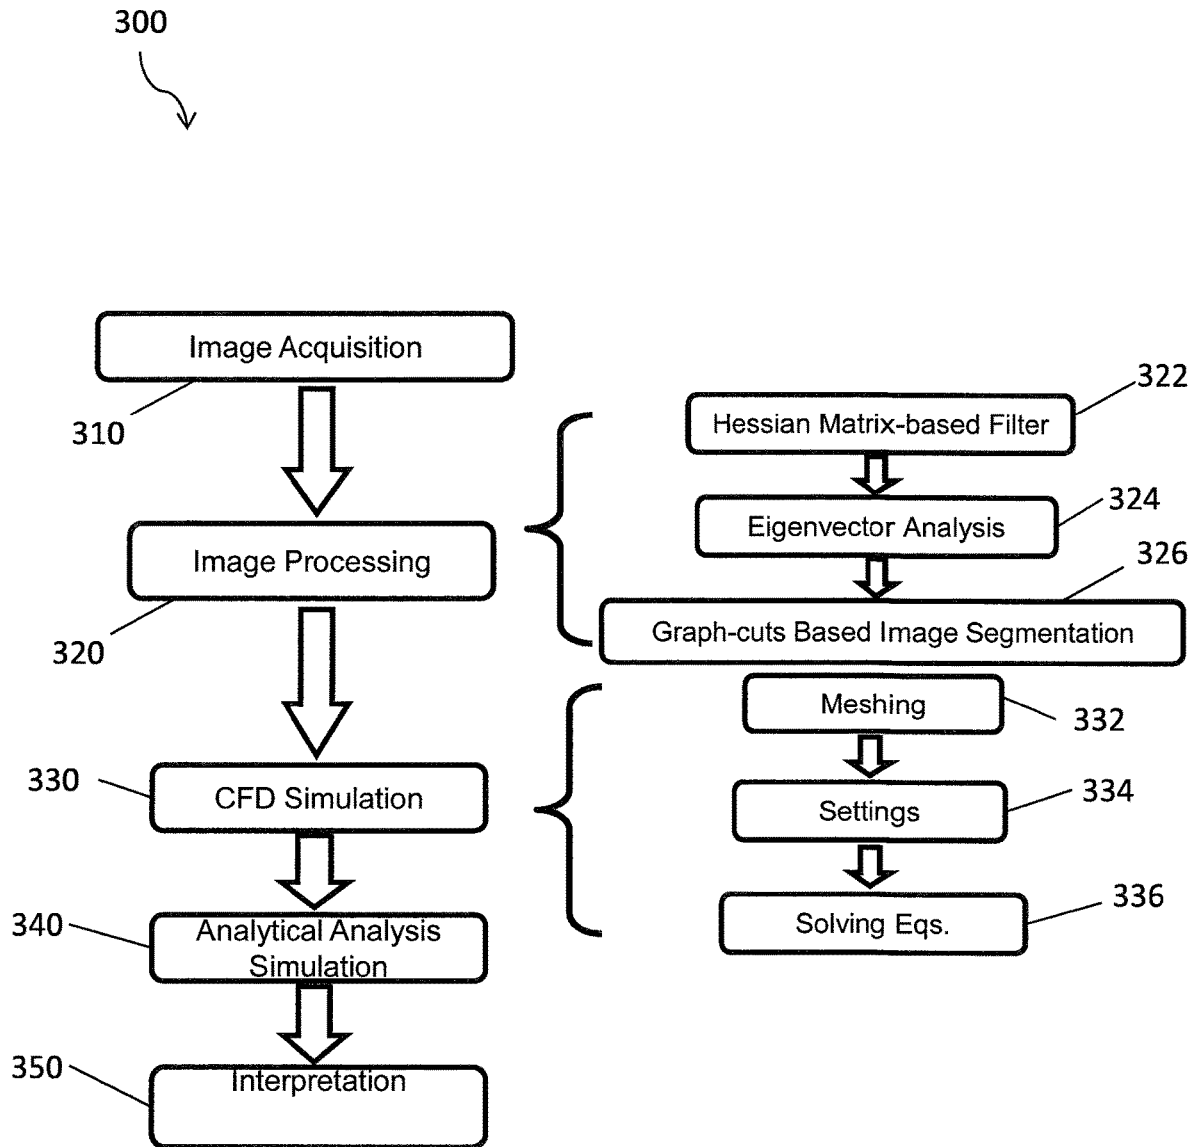 300
Image Acquisition
310
Image Processing
320
Hessian Matrix-based Filter
322
Eigenvector Analysis
324
326
Graph-cuts Based Image Segmentation
330
CFD Simulation
Meshing
332
Settings
334
Solving Eqs.
336
340
Analytical Analysis
Simulation
350
Interpretation